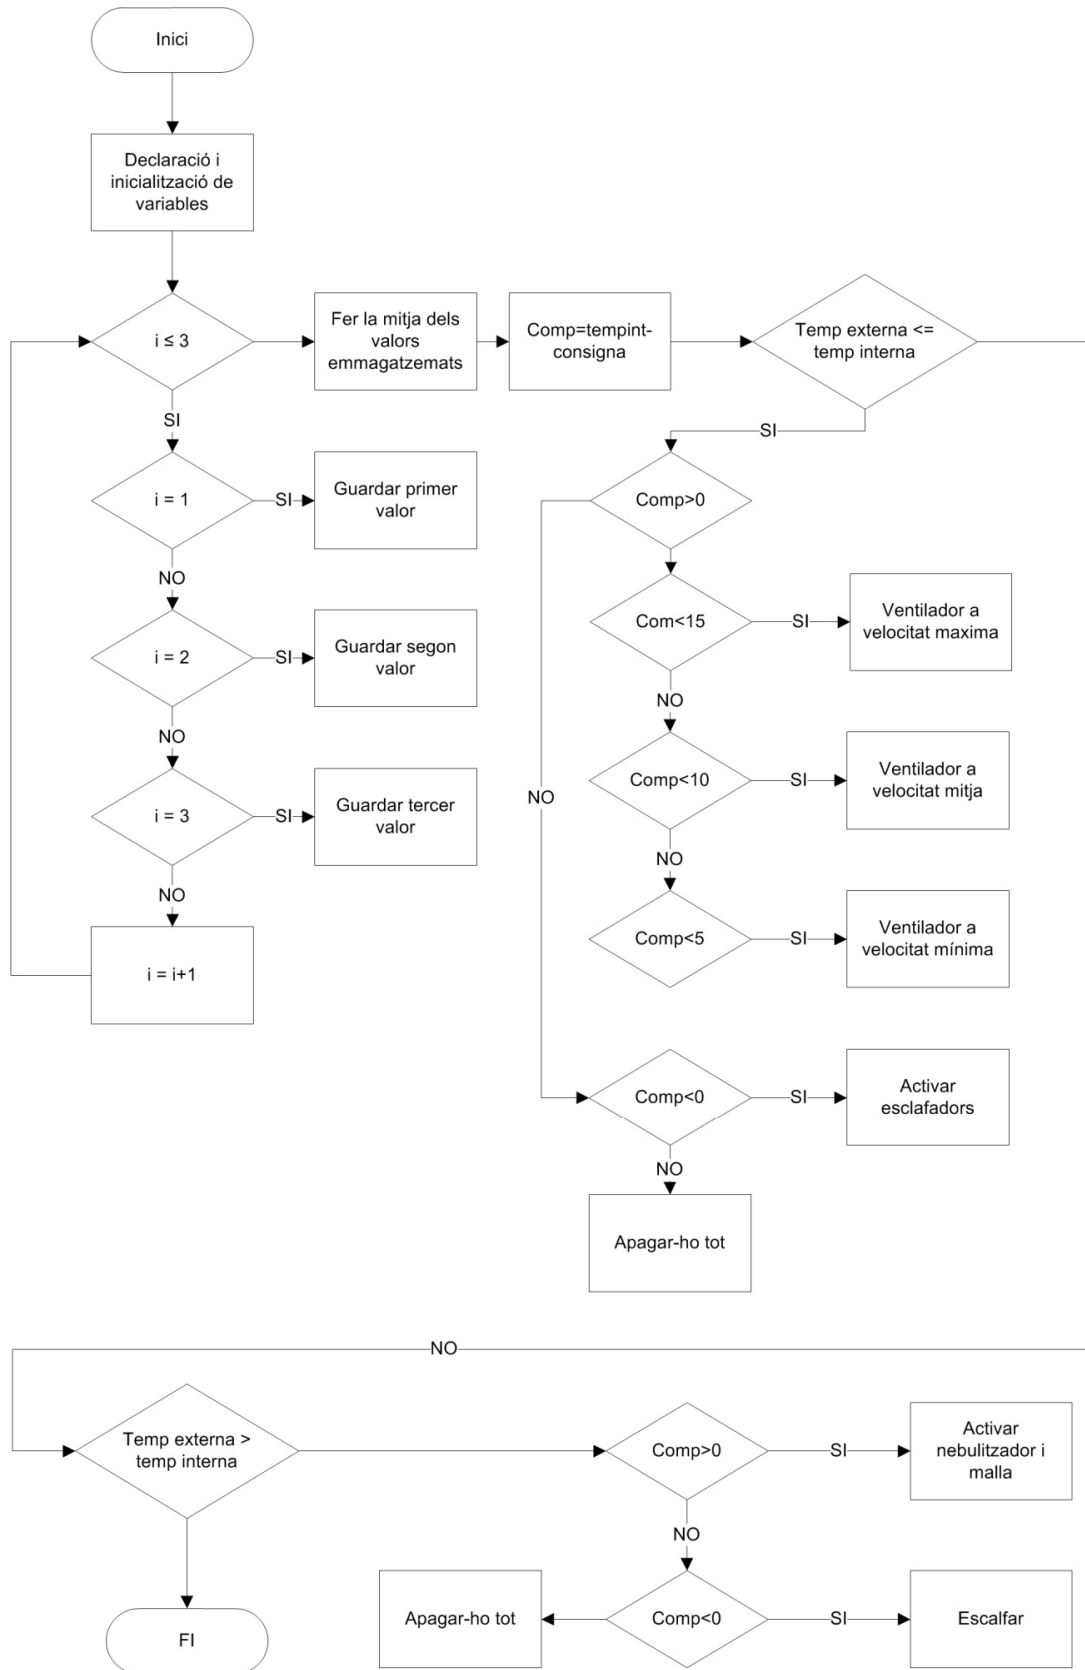 Inici
Declaració i
inicialització de
variables
i ≤ 3
Fer la mitja dels
valors
emmagatzemats
Comp=tempint-
consigna
Temp externa <=
temp interna
SI
SI
i = 1
SI
Guardar primer
valor
Comp>0
NO
i = 2
SI
Guardar segon
valor
Com<15
SI
Ventilador a
velocitat maxima
NO
NO
i = 3
SI
Guardar tercer
valor
Comp<10
SI
Ventilador a
velocitat mitja
NO
NO
NO
i = i+1
Comp<5
SI
Ventilador a
velocitat mínima
Comp<0
SI
Activar
esclafadors
NO
Apagar-ho tot
NO
Temp externa >
temp interna
Comp>0
SI
Activar
nebulitzador i
malla
NO
FI
Apagar-ho tot
Comp<0
SI
Escalfar